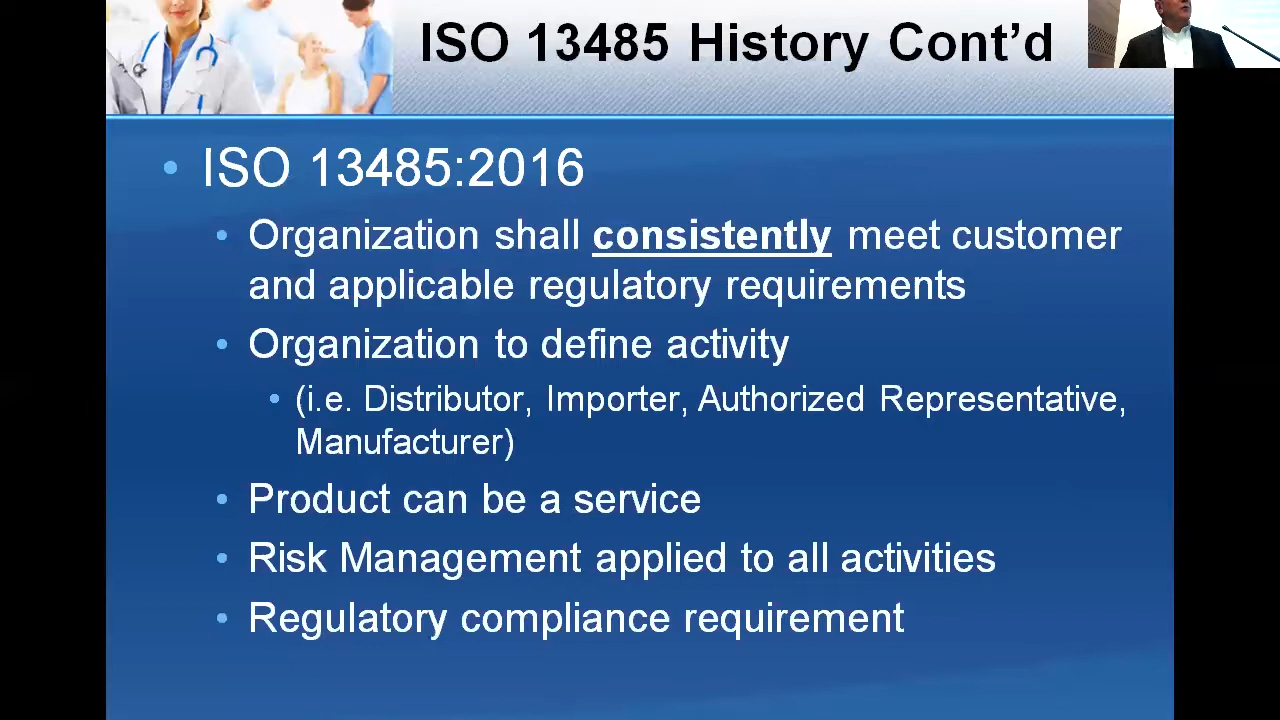 ISO 13485 History Cont’d
• ISO 13485:2016
• Organization shall consistently meet customer
and applicable regulatory requirements
• Organization to define activity
• (i.e. Distributor, Importer, Authorized Representative,
Manufacturer)
• Product can be a service
• Risk Management applied to all activities
• Regulatory compliance requirement